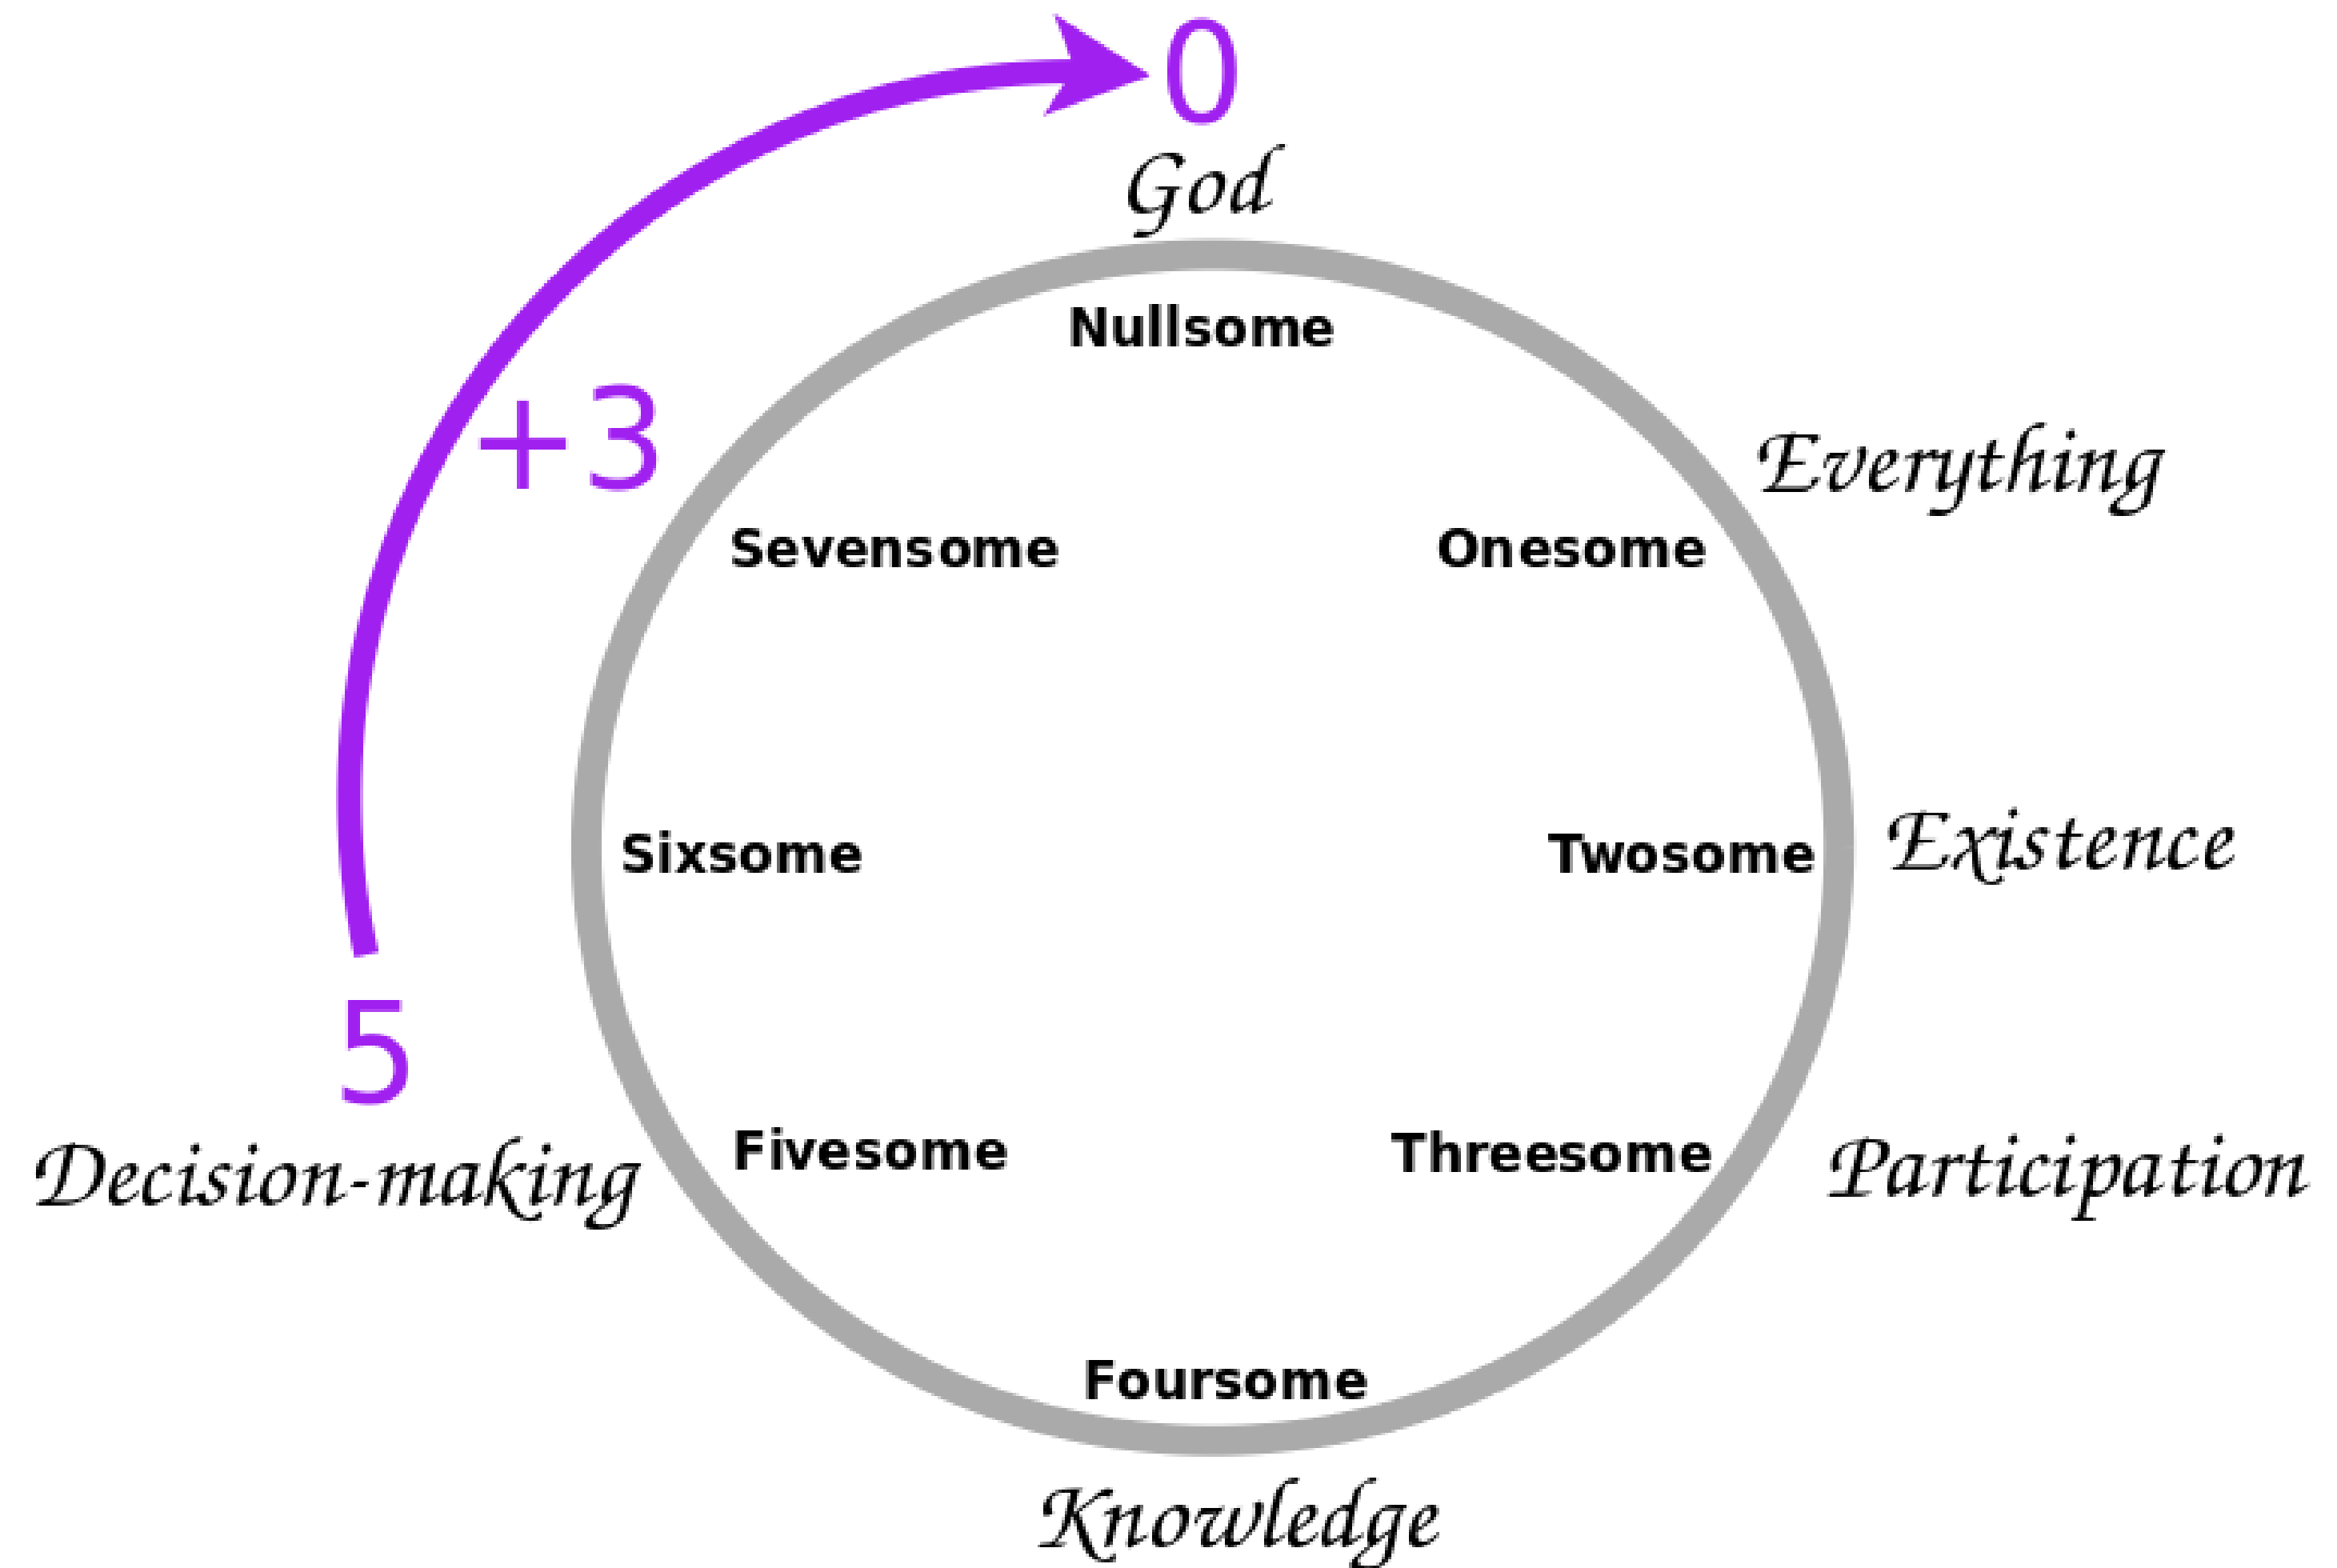 0
God
Nullsome
+3
Everything
Sevensome
Onesome
Sixsome
Twosome
Existence
5
Decision-making
Fivesome
Threesome
Participation
Foursome
Knowledge